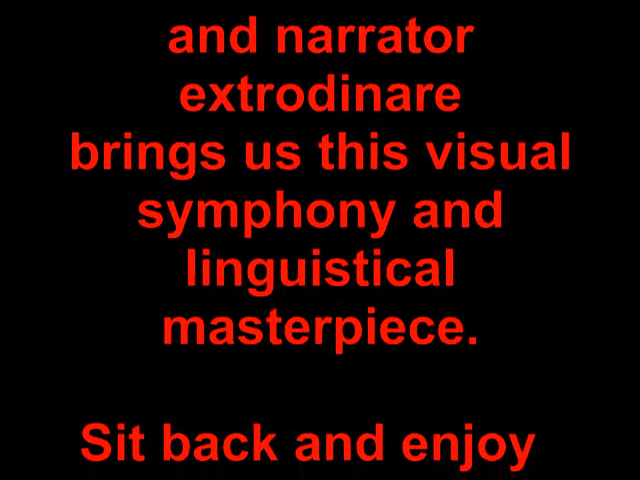 and narrator
extrodinare
brings us this visual
symphony and
linguistical
masterpiece.
Sit back and enjoy